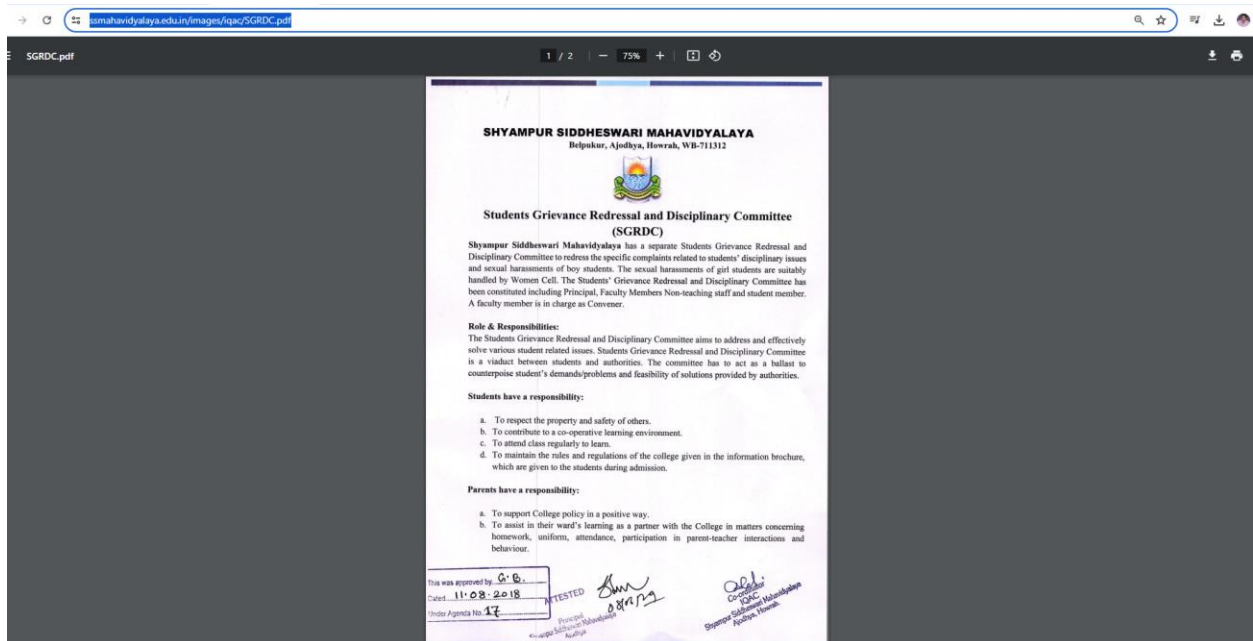 ssmahavidyalaya.edu.in/images/iqac/SGRDC.pdf
SGRDC.pdf
1 / 2
75%
SHYAMPUR SIDDHESWARI MAHAVIDYALAYA
Belpukur, Ajodhya, Howrah, WB-711312
Students Grievance Redressal and Disciplinary Committee
(SGRDC)
Shyampur Siddheswari Mahavidyalaya has a separate Students Grievance Redressal and
Disciplinary Committee to redress the specific complaints related to students' disciplinary issues
and sexual harassments of boy students. The sexual harassments of girl students are suitably
handled by Women Cell. The Students' Grievance Redressal and Disciplinary Committee has
been constituted including Principal, Faculty Members Non-teaching staff and student member.
A faculty member is in charge as Convener.
Role & Responsibilities:
The Students Grievance Redressal and Disciplinary Committee aims to address and effectively
solve various student related issues. Students Grievance Redressal and Disciplinary Committee
is a viaduct between students and authorities. The committee has to act as a ballast to
counterpoise student's demands/problems and feasibility of solutions provided by authorities.
Students have a responsibility:
a. To respect the property and safety of others.
b. To contribute to a co-operative learning environment.
c. To attend class regularly to learn.
d. To maintain the rules and regulations of the college given in the information brochure,
which are given to the students during admission.
Parents have a responsibility:
a. To support College policy in a positive way.
b. To assist in their ward's learning as a partner with the College in matters concerning
homework, uniform, attendance, participation in parent-teacher interactions and
behaviour.
This was approved by G.B.
Dated 11.08.2018
Under Agenda No. 17
ATTESTED
Principal
Siddheswari Mahavidyalaya
Ajodhya
Co-ordinator
IQAC
Shyampur Siddheswari Mahavidyalaya
Ajodhya, Howrah.